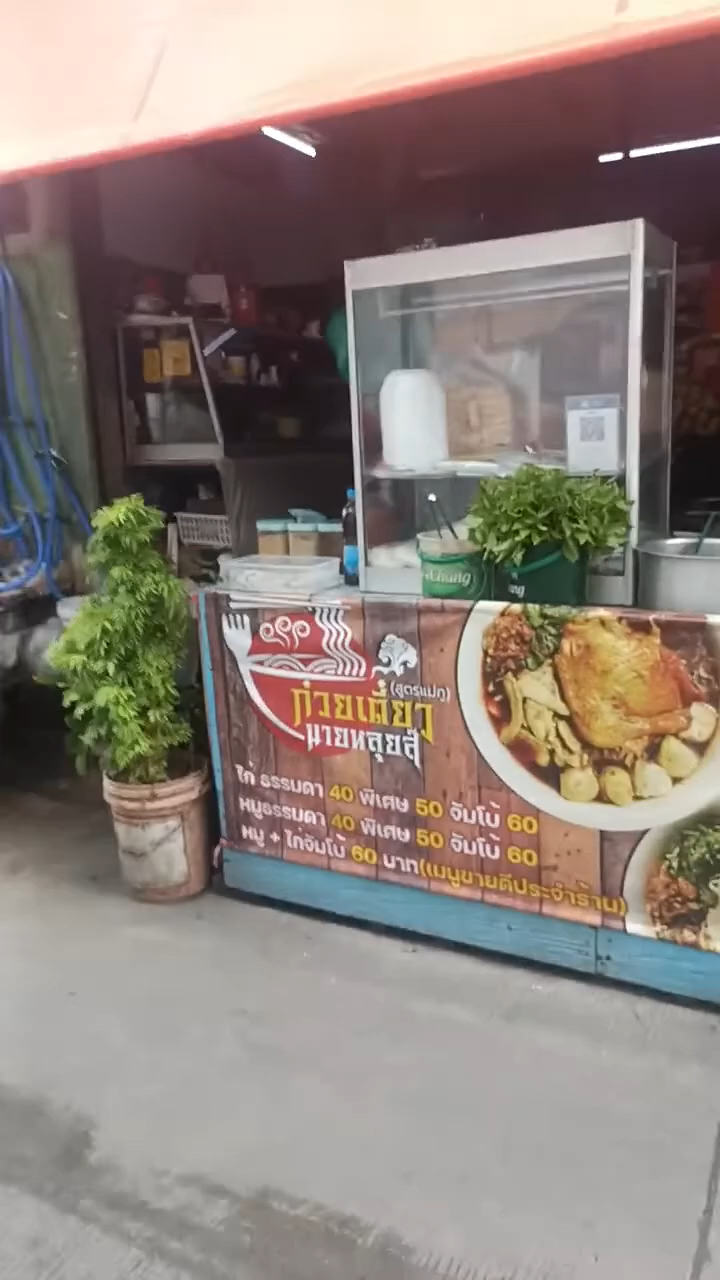 Chang
ng
(สูตรแม่กู)
ก๋วยเตี๋ยว
นายหลุยส์
ไก่ ธรรมดา 40 พิเศษ 50 จัมโบ้ 60
หมูธรรมดา 40 พิเศษ 50 จัมโบ้ 60
หมู + ไก่จัมโบ้ 60 บาท(เมนูขายดีประจำร้าน)